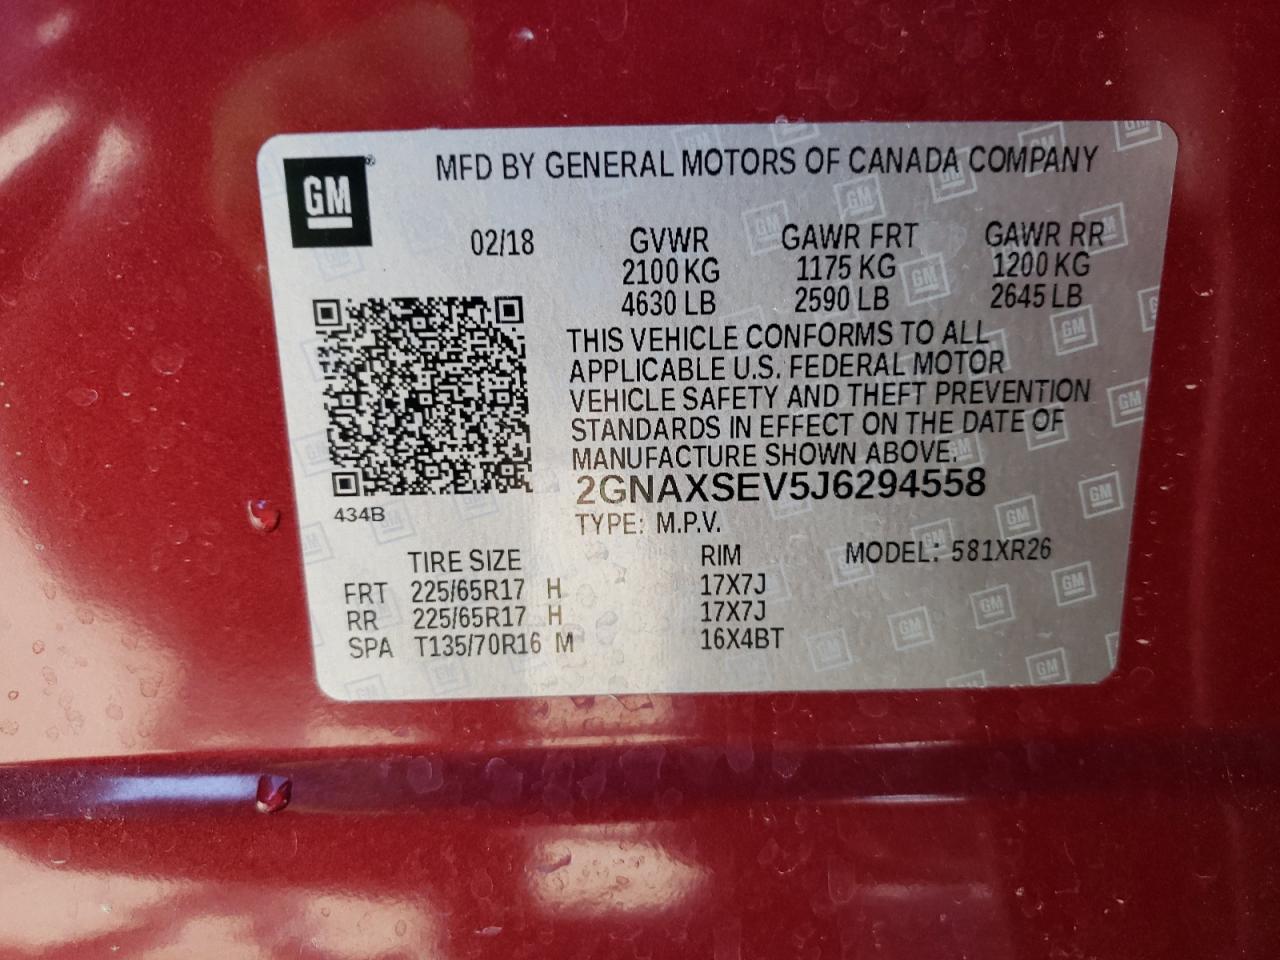 GM®
MFD BY GENERAL MOTORS OF CANADA COMPANY
02/18 GVWR GAWR FRT GAWR RR
2100 KG 1175 KG 1200 KG
4630 LB 2590 LB 2645 LB
THIS VEHICLE CONFORMS TO ALL
APPLICABLE U.S. FEDERAL MOTOR
VEHICLE SAFETY AND THEFT PREVENTION
STANDARDS IN EFFECT ON THE DATE OF
MANUFACTURE SHOWN ABOVE.
2GNAXSEV5J6294558
434B
TYPE: M.P.V.
TIRE SIZE RIM MODEL: 581XR26
FRT 225/65R17 H 17X7J
RR 225/65R17 H 17X7J
SPA T135/70R16 M 16X4BT